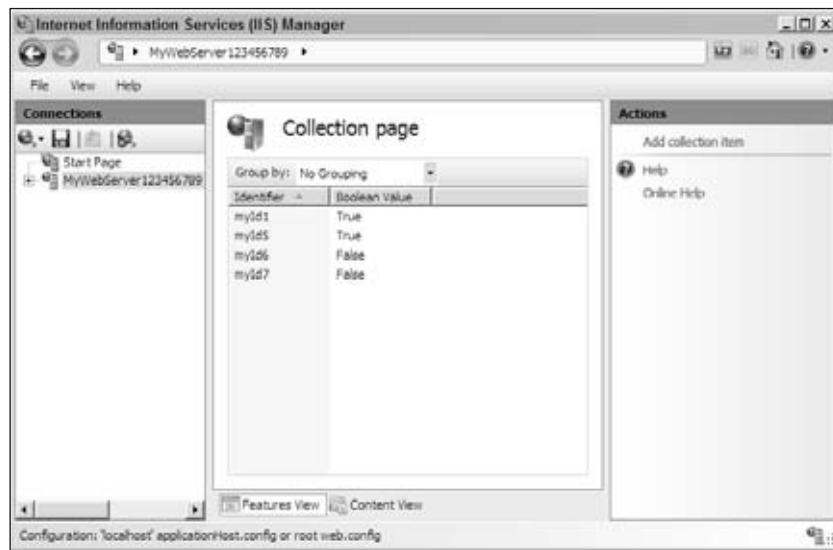 Internet Information Services (IIS) Manager
MyWebServer123456789
File View Help
Connections
Start Page
MyWebServer123456789
Collection page
Group by: No Grouping
Identifier Boolean Value
myId1 True
myId5 True
myId6 False
myId7 False
Features View Content View
Actions
Add collection item
Help
Online Help
Configuration: 'localhost' applicationHost.config or root web.config